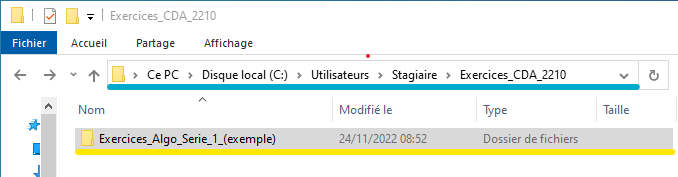 Exercices_CDA_2210
Fichier Accueil Partage Affichage
Ce PC Disque local (C:) Utilisateurs Stagiaire Exercices_CDA_2210
Nom Modifié le Type Taille
Exercices_Algo_Serie_1_(exemple) 24/11/2022 08:52 Dossier de fichiers